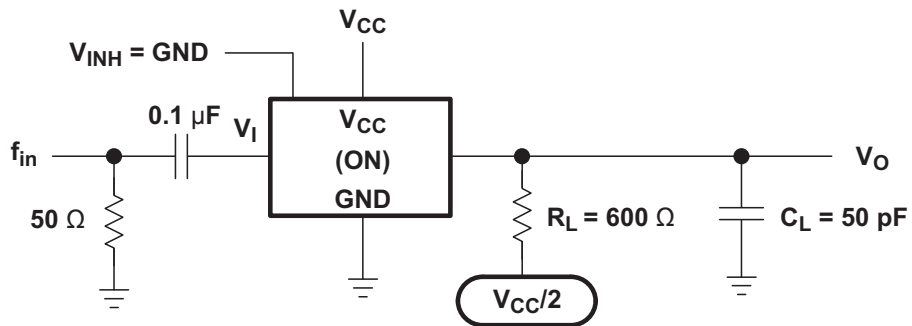 V_CC
V_INH = GND
0.1 μF
V_I
V_CC
(ON)
GND
f_in
V_O
50 Ω
R_L = 600 Ω
C_L = 50 pF
V_CC/2